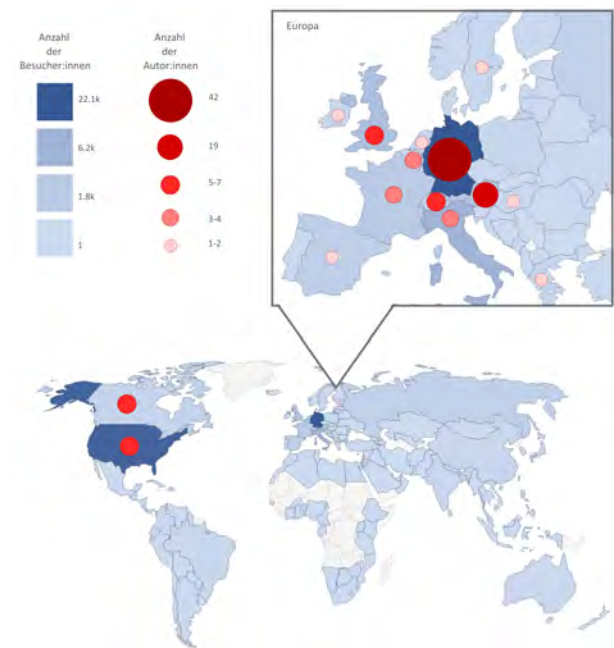 Anzahl
der
Besucher:innen
22.1k
6.2k
1.8k
1
Anzahl
der
Autor:innen
42
19
5-7
3-4
1-2
Europa